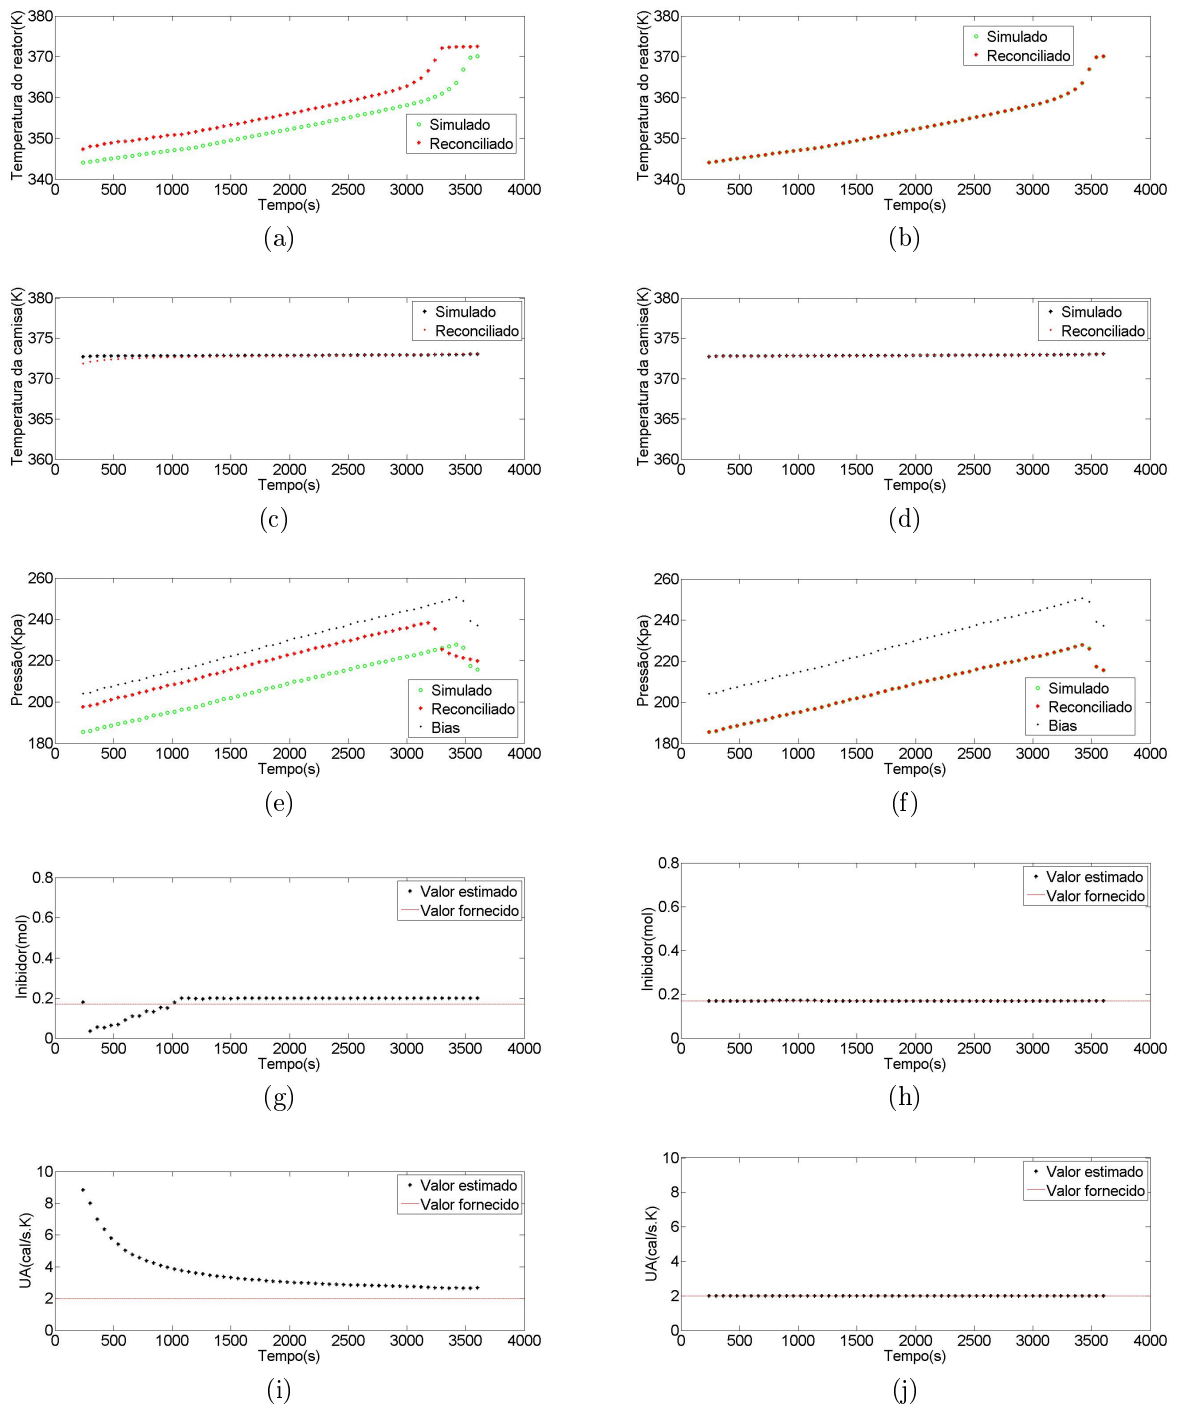 380
370
360
350
340
Temperatura do reator(K)
0 500 1000 1500 2000 2500 3000 3500 4000
Tempo(s)
Simulado
Reconciliado
(a)
380
370
360
350
340
Temperatura do reator(K)
0 500 1000 1500 2000 2500 3000 3500 4000
Tempo(s)
Simulado
Reconciliado
(b)
380
375
370
365
360
Temperatura da camisa(K)
0 500 1000 1500 2000 2500 3000 3500 4000
Tempo(s)
Simulado
Reconciliado
(c)
380
375
370
365
360
Temperatura da camisa(K)
0 500 1000 1500 2000 2500 3000 3500 4000
Tempo(s)
Simulado
Reconciliado
(d)
260
240
220
200
180
Pressão(Kpa)
0 500 1000 1500 2000 2500 3000 3500 4000
Tempo(s)
Simulado
Reconciliado
Bias
(e)
260
240
220
200
180
Pressão(Kpa)
0 500 1000 1500 2000 2500 3000 3500 4000
Tempo(s)
Simulado
Reconciliado
Bias
(f)
0.8
0.6
0.4
0.2
0
Inibidor(mol)
0 500 1000 1500 2000 2500 3000 3500 4000
Tempo(s)
Valor estimado
Valor fornecido
(g)
0.8
0.6
0.4
0.2
0
Inibidor(mol)
0 500 1000 1500 2000 2500 3000 3500 4000
Tempo(s)
Valor estimado
Valor fornecido
(h)
10
8
6
4
2
0
UA(cal/s.K)
0 500 1000 1500 2000 2500 3000 3500 4000
Tempo(s)
Valor estimado
Valor fornecido
(i)
10
8
6
4
2
0
UA(cal/s.K)
0 500 1000 1500 2000 2500 3000 3500 4000
Tempo(s)
Valor estimado
Valor fornecido
(j)